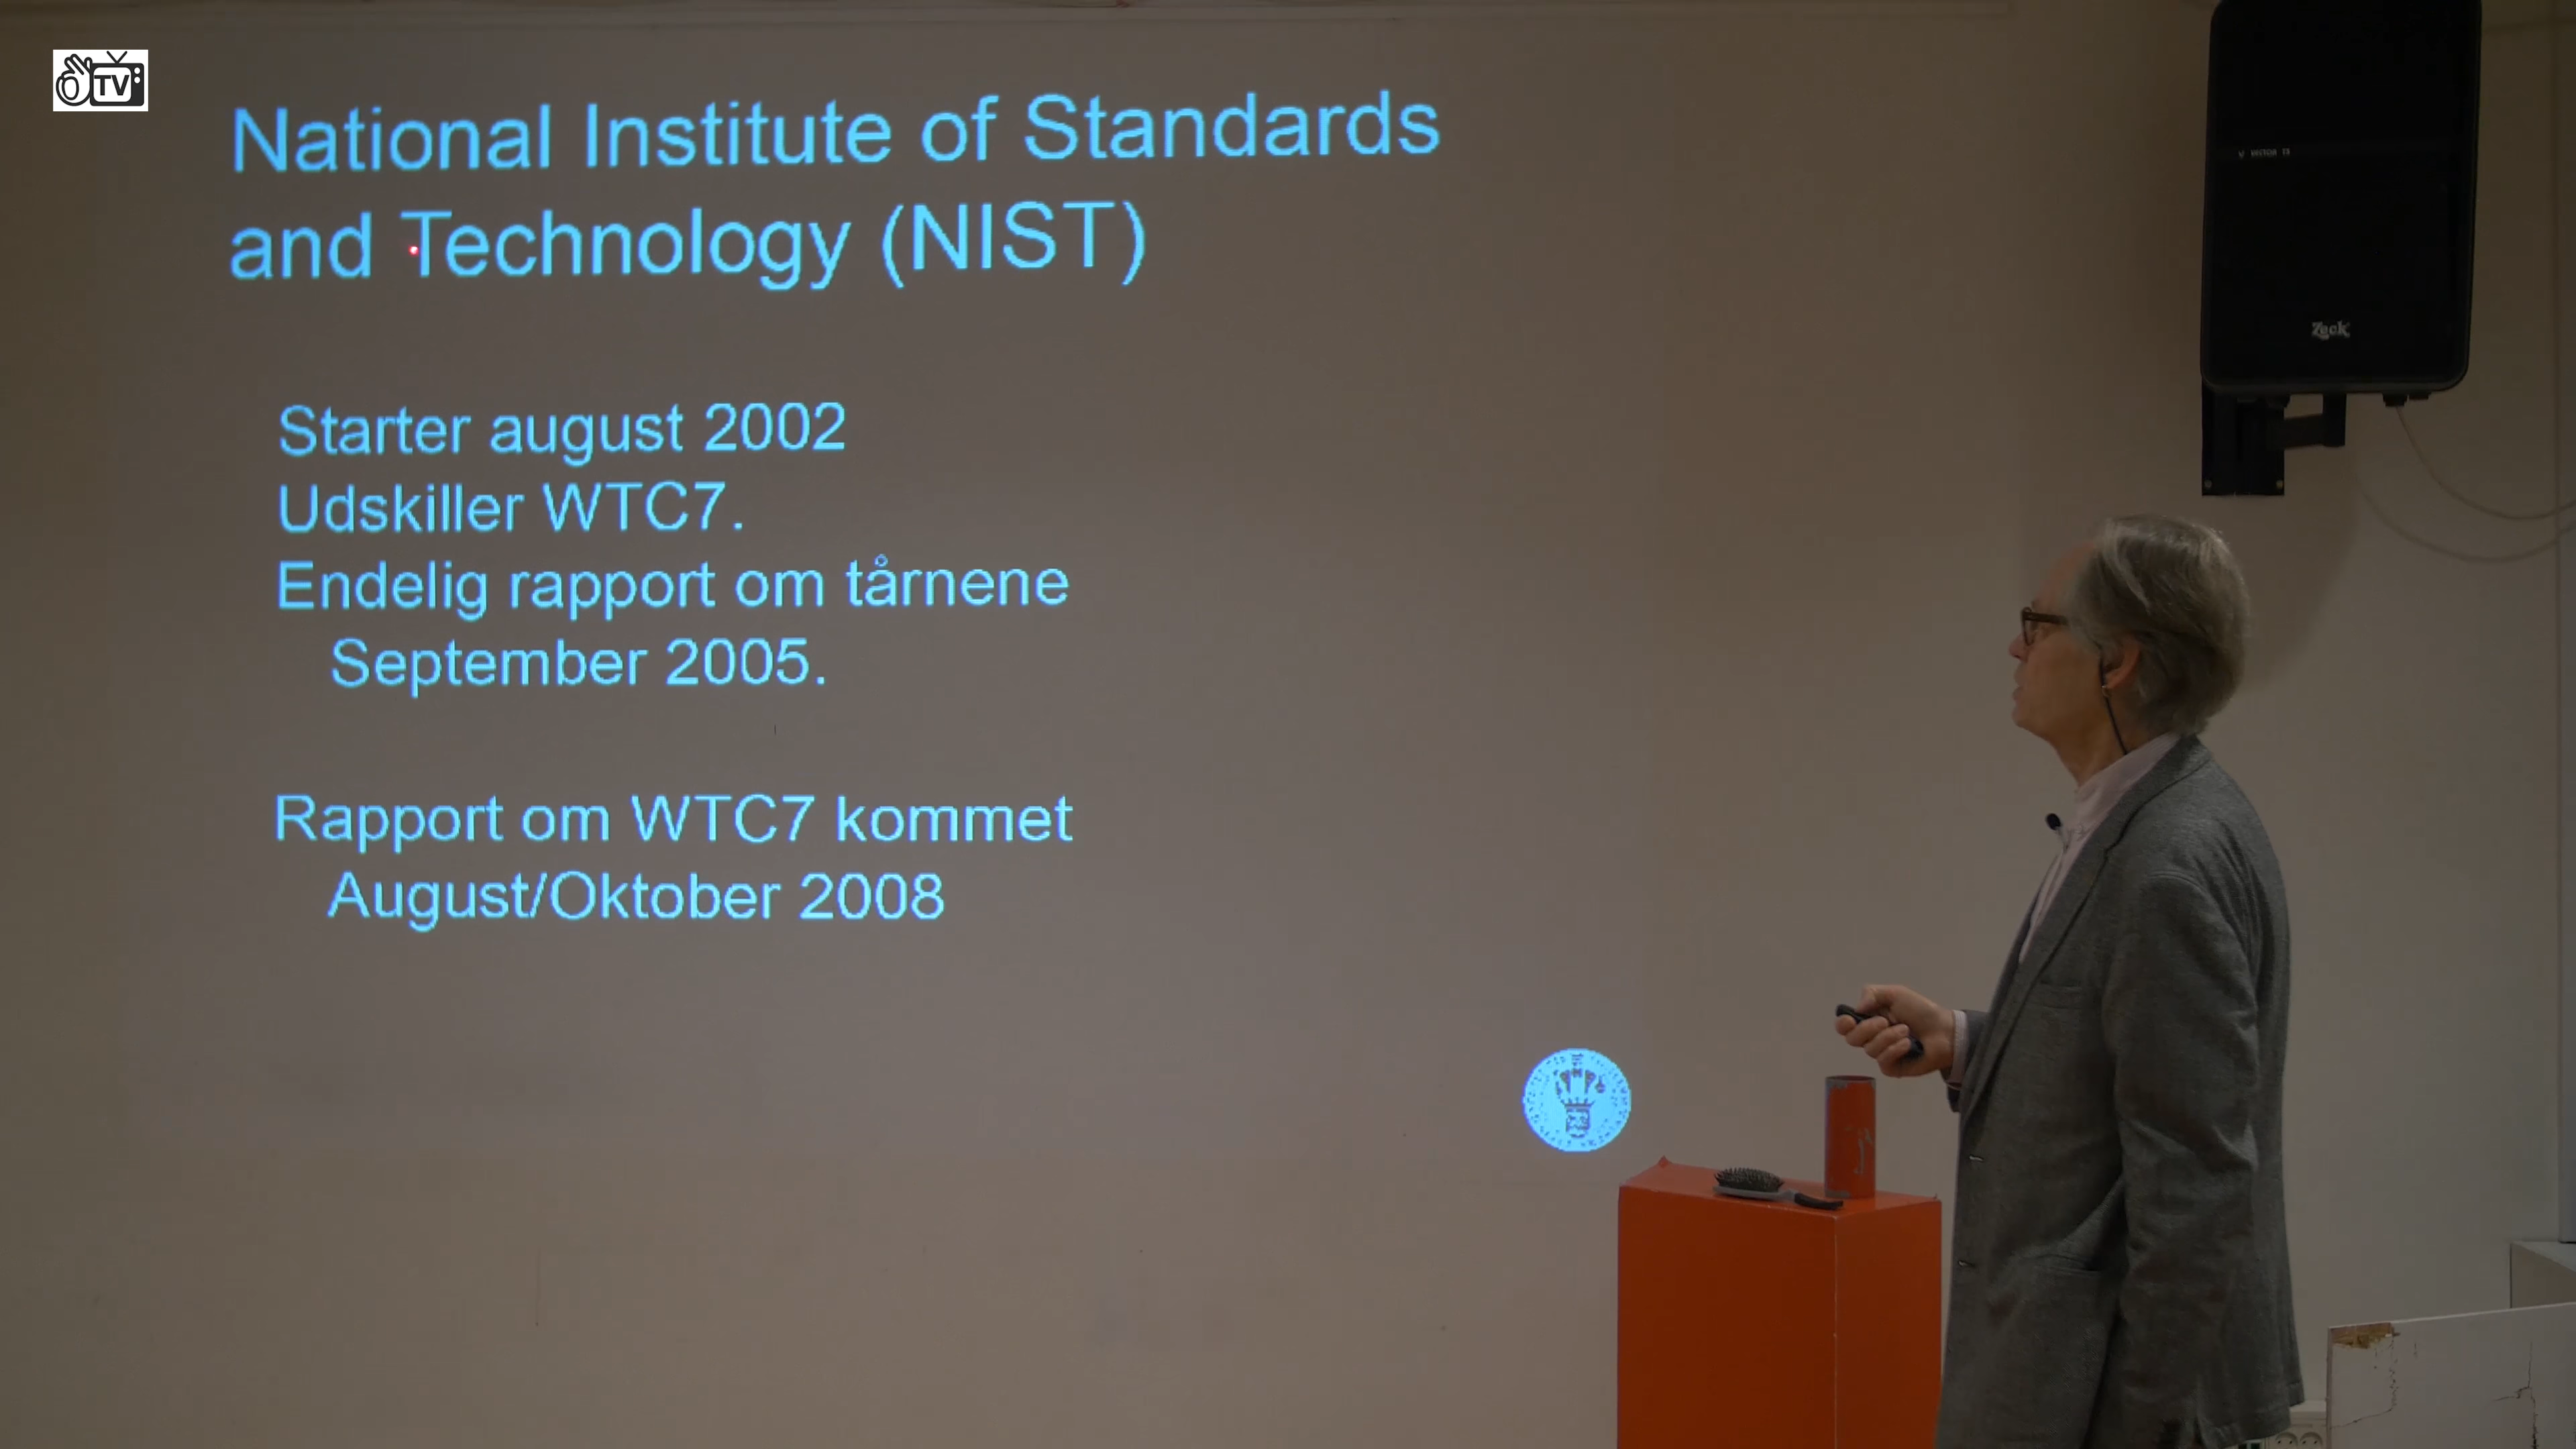 TV
National Institute of Standards
and Technology (NIST)
Starter august 2002
Udskiller WTC7.
Endelig rapport om tårnene
September 2005.
Rapport om WTC7 kommet
August/Oktober 2008
Zeck